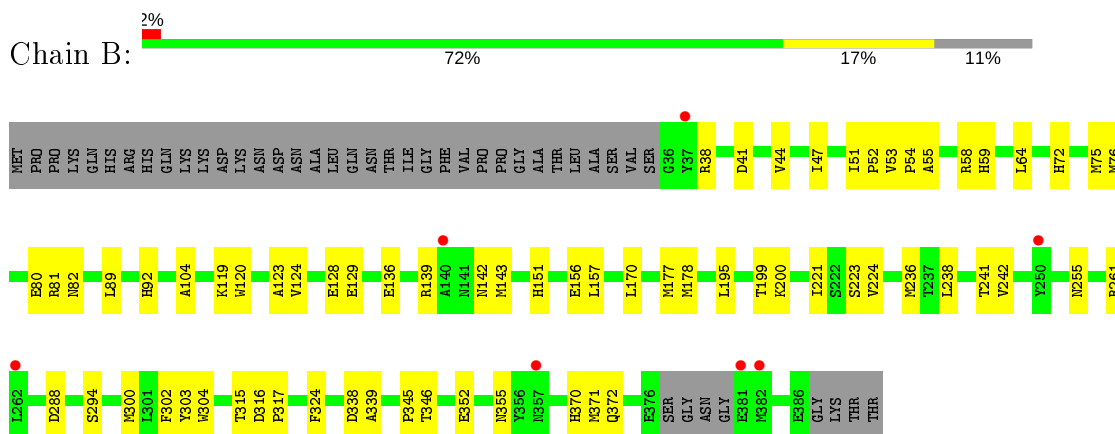 2%
Chain B:
72% 17% 11%
MET PRO PRO LYS GLN HIS ARG HIS GLN LYS LYS ASP LYS ASN ASP ASN ALA LEU GLN ASN THR ILE GLY PHE VAL PRO PRO GLY ALA THR LEU ALA SER VAL SER G36 Y37 R38 D41 V44 I47 I51 P52 V53 P54 A55 R58 H59 L64 H72 M75 M76
E80 R81 N82 L89 H92 A104 K119 W120 A123 V124 E128 E129 E136 R139 A140 N141 N142 M143 H151 E156 L157 L170 M177 M178 L195 T199 K200 I221 S222 S223 V224 M236 T237 L238 T241 V242 Y250 N255
L262 D288 S294 M300 L301 F302 Y303 W304 T315 D316 P317 F324 D338 A339 P345 T346 E352 N355 Y356 N357 H370 M371 Q372 E376 SER GLY ASN GLY E381 M382 E386 GLY LYS THR THR